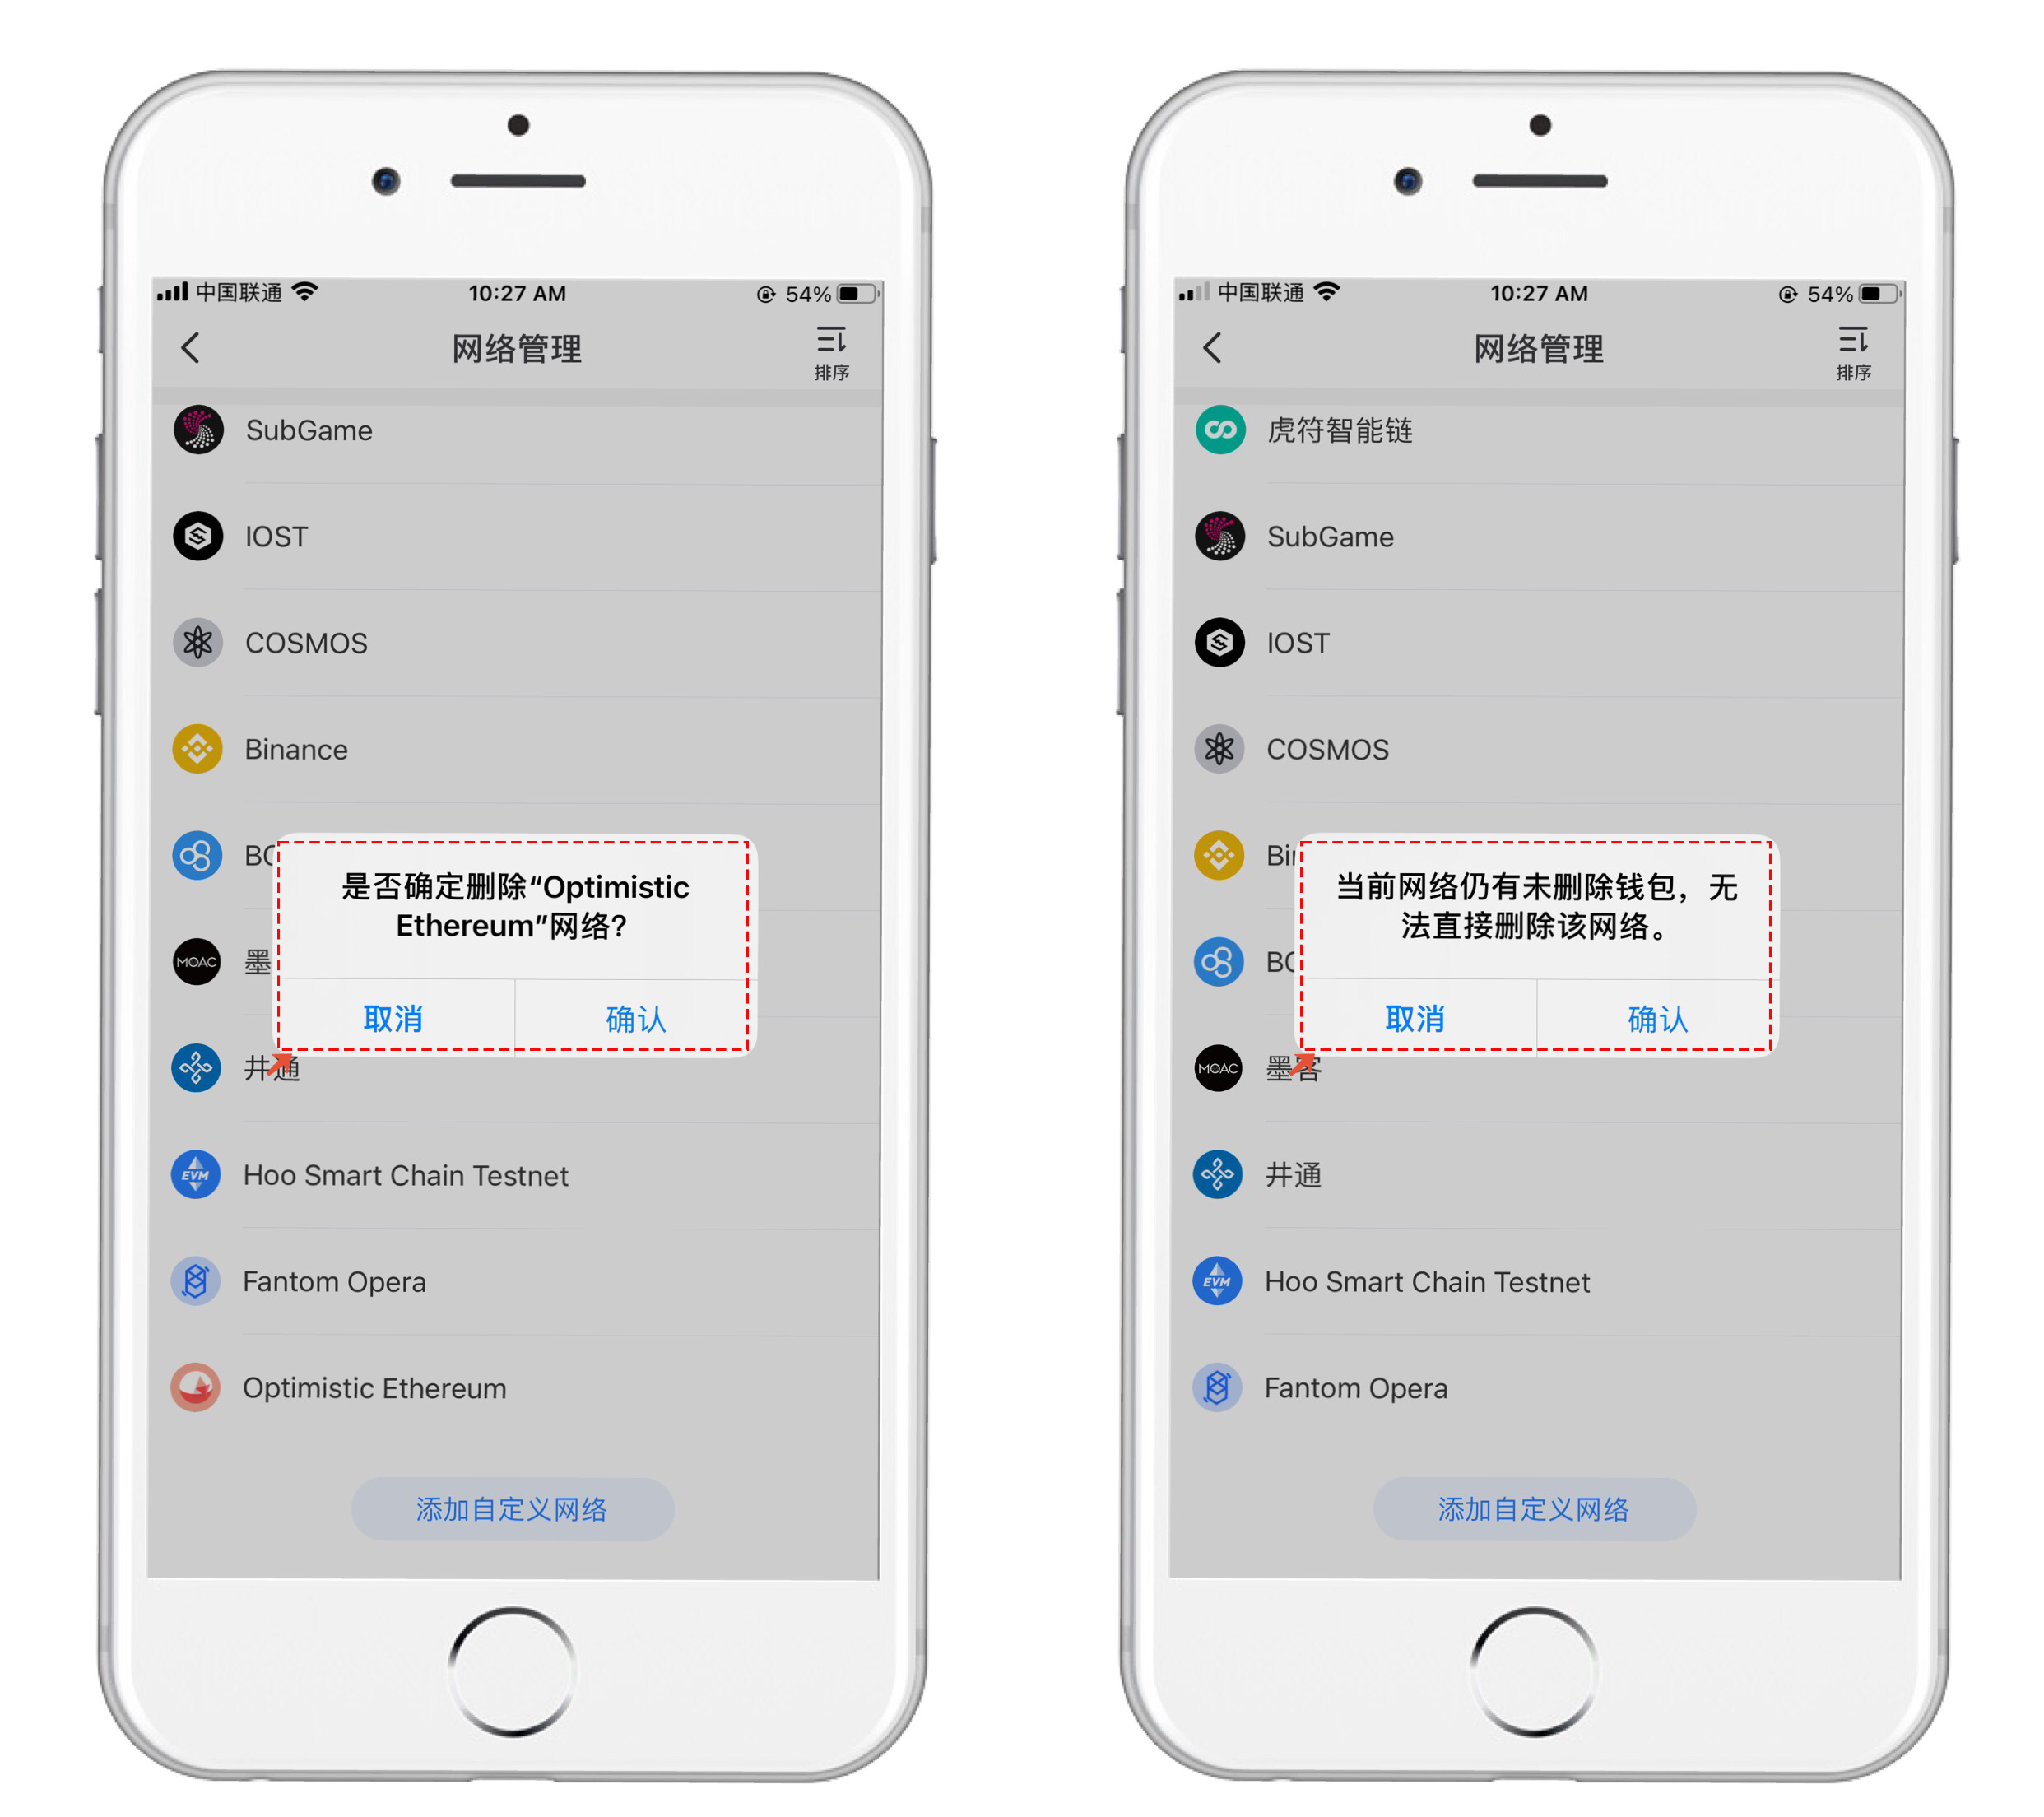 中国联通
10:27 AM
54%
网络管理
排序
SubGame
IOST
COSMOS
Binance
BO
是否确定删除“Optimistic
Ethereum”网络?
MOAC
墨
取消
确认
井通
EVM
Hoo Smart Chain Testnet
Fantom Opera
Optimistic Ethereum
添加自定义网络
中国联通
10:27 AM
54%
网络管理
排序
虎符智能链
SubGame
IOST
COSMOS
Bin
当前网络仍有未删除钱包，无
法直接删除该网络。
BO
取消
确认
MOAC
墨客
井通
EVM
Hoo Smart Chain Testnet
Fantom Opera
添加自定义网络